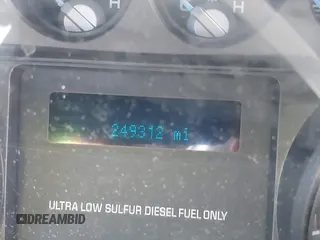 H
H
249312 mi
ULTRA LOW SULFUR DIESEL FUEL ONLY
DREAMBID